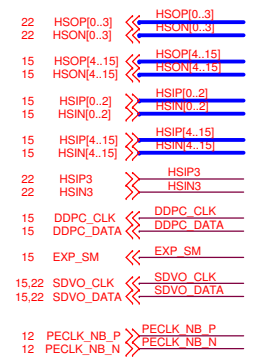 22 HSOP[0..3] HSOP[0..3]
22 HSON[0..3] HSON[0..3]
15 HSOP[4..15] HSOP[4..15]
15 HSON[4..15] HSON[4..15]
15 HSIP[0..2] HSIP[0..2]
15 HSIN[0..2] HSIN[0..2]
15 HSIP[4..15] HSIP[4..15]
15 HSIN[4..15] HSIN[4..15]
22 HSIP3 HSIP3
22 HSIN3 HSIN3
15 DDPC_CLK DDPC_CLK
15 DDPC_DATA DDPC_DATA
15 EXP_SM EXP_SM
15,22 SDVO_CLK SDVO_CLK
15,22 SDVO_DATA SDVO_DATA
12 PECLK_NB_P PECLK_NB_P
12 PECLK_NB_N PECLK_NB_N